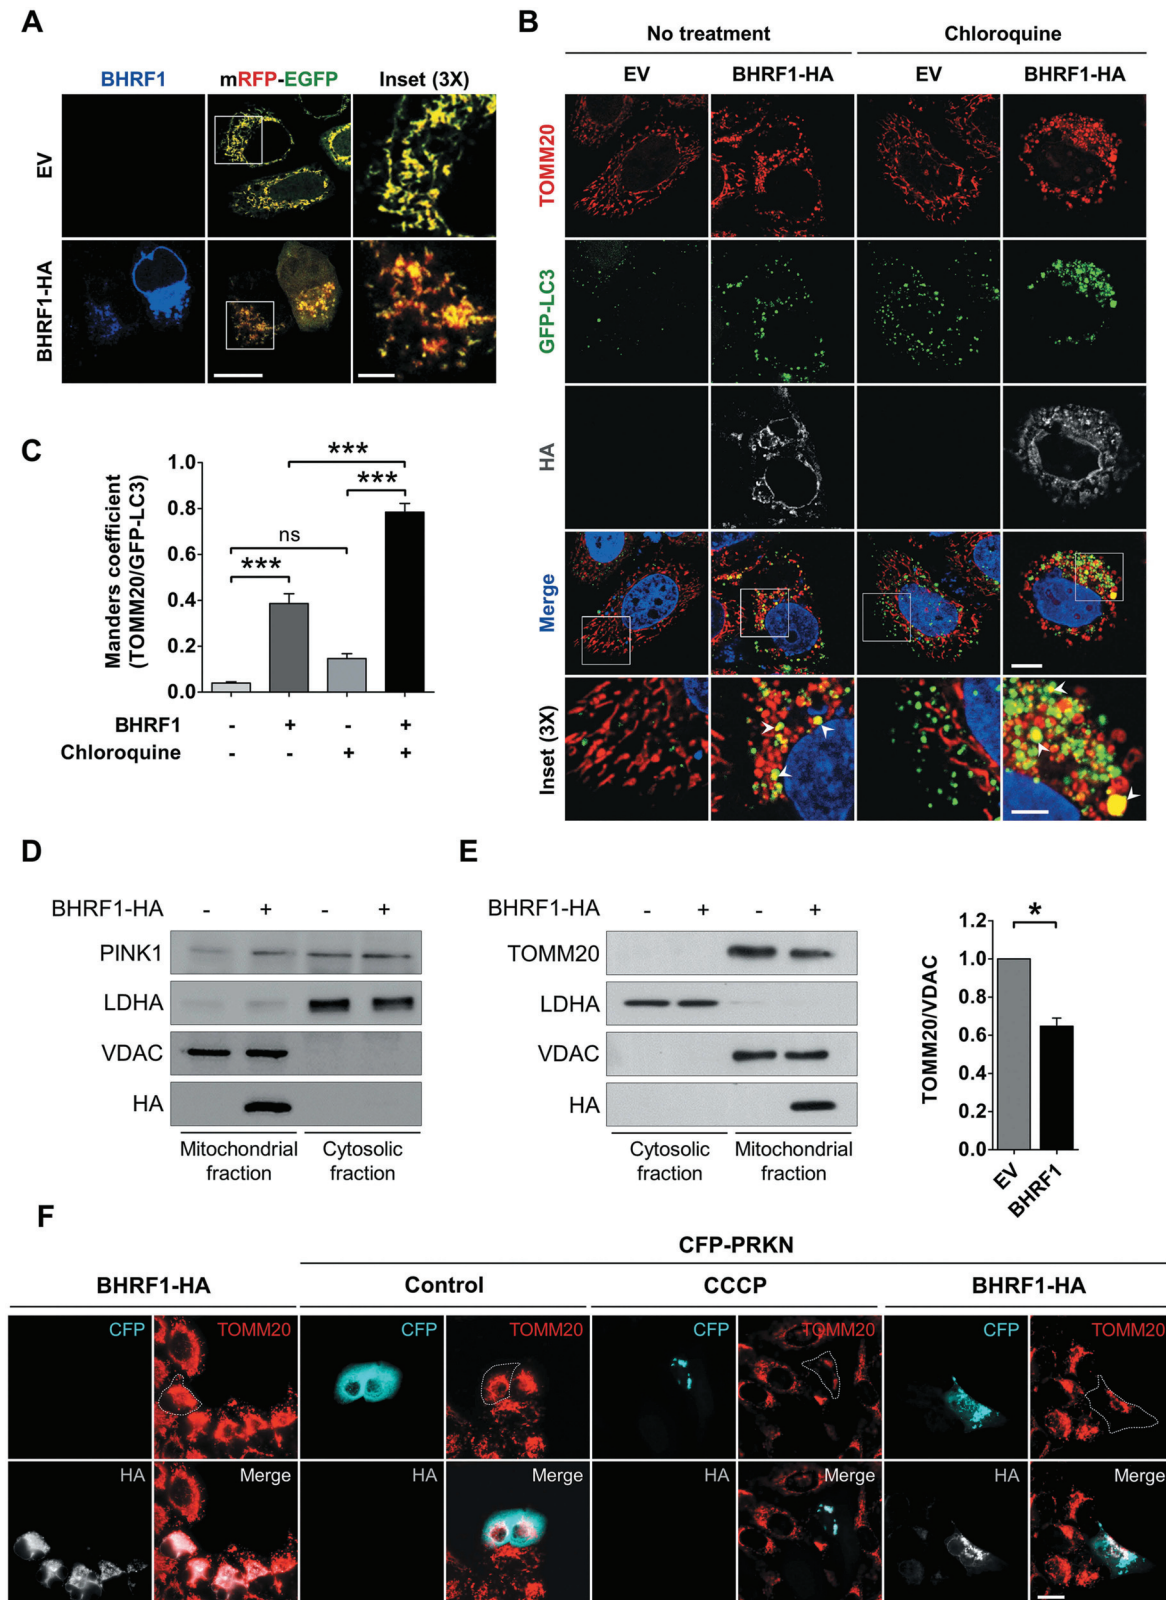 A
BHRF1 mRFP-EGFP Inset (3X)
EV
BHRF1-HA
B
No treatment Chloroquine
EV BHRF1-HA EV BHRF1-HA
TOMM20
GFP-LC3
HA
Merge
Inset (3X)
C
Manders coefficient
(TOMM20/GFP-LC3)
1.0
0.8
0.6
0.4
0.2
0.0
***
***
ns
***
BHRF1 - + - +
Chloroquine - - + +
D
BHRF1-HA - + - +
PINK1
LDHA
VDAC
HA
Mitochondrial Cytosolic
fraction fraction
E
BHRF1-HA - + - +
TOMM20
LDHA
VDAC
HA
Cytosolic Mitochondrial
fraction fraction
TOMM20/VDAC
1.2
1.0
0.8
0.6
0.4
0.2
0.0
*
EV
BHRF1
F
CFP-PRKN
BHRF1-HA Control CCCP BHRF1-HA
CFP TOMM20 CFP TOMM20 CFP TOMM20 CFP TOMM20
HA Merge HA Merge HA Merge HA Merge